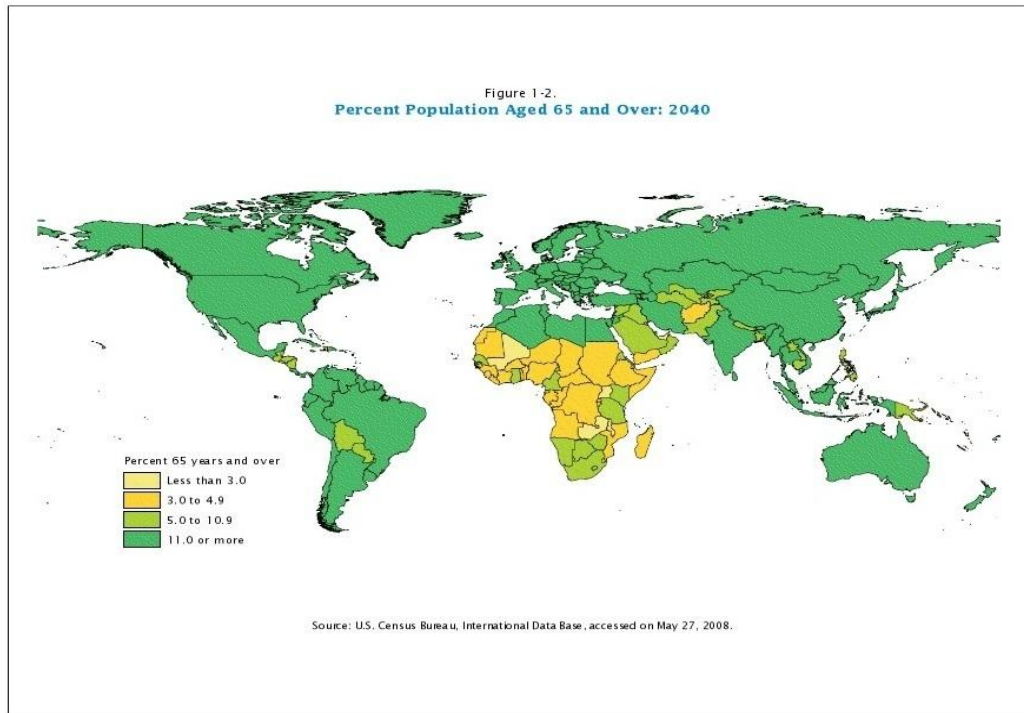 Figure 1-2.
Percent Population Aged 65 and Over: 2040
Percent 65 years and over
Less than 3.0
3.0 to 4.9
5.0 to 10.9
11.0 or more
Source: U.S. Census Bureau, International Data Base, accessed on May 27, 2008.